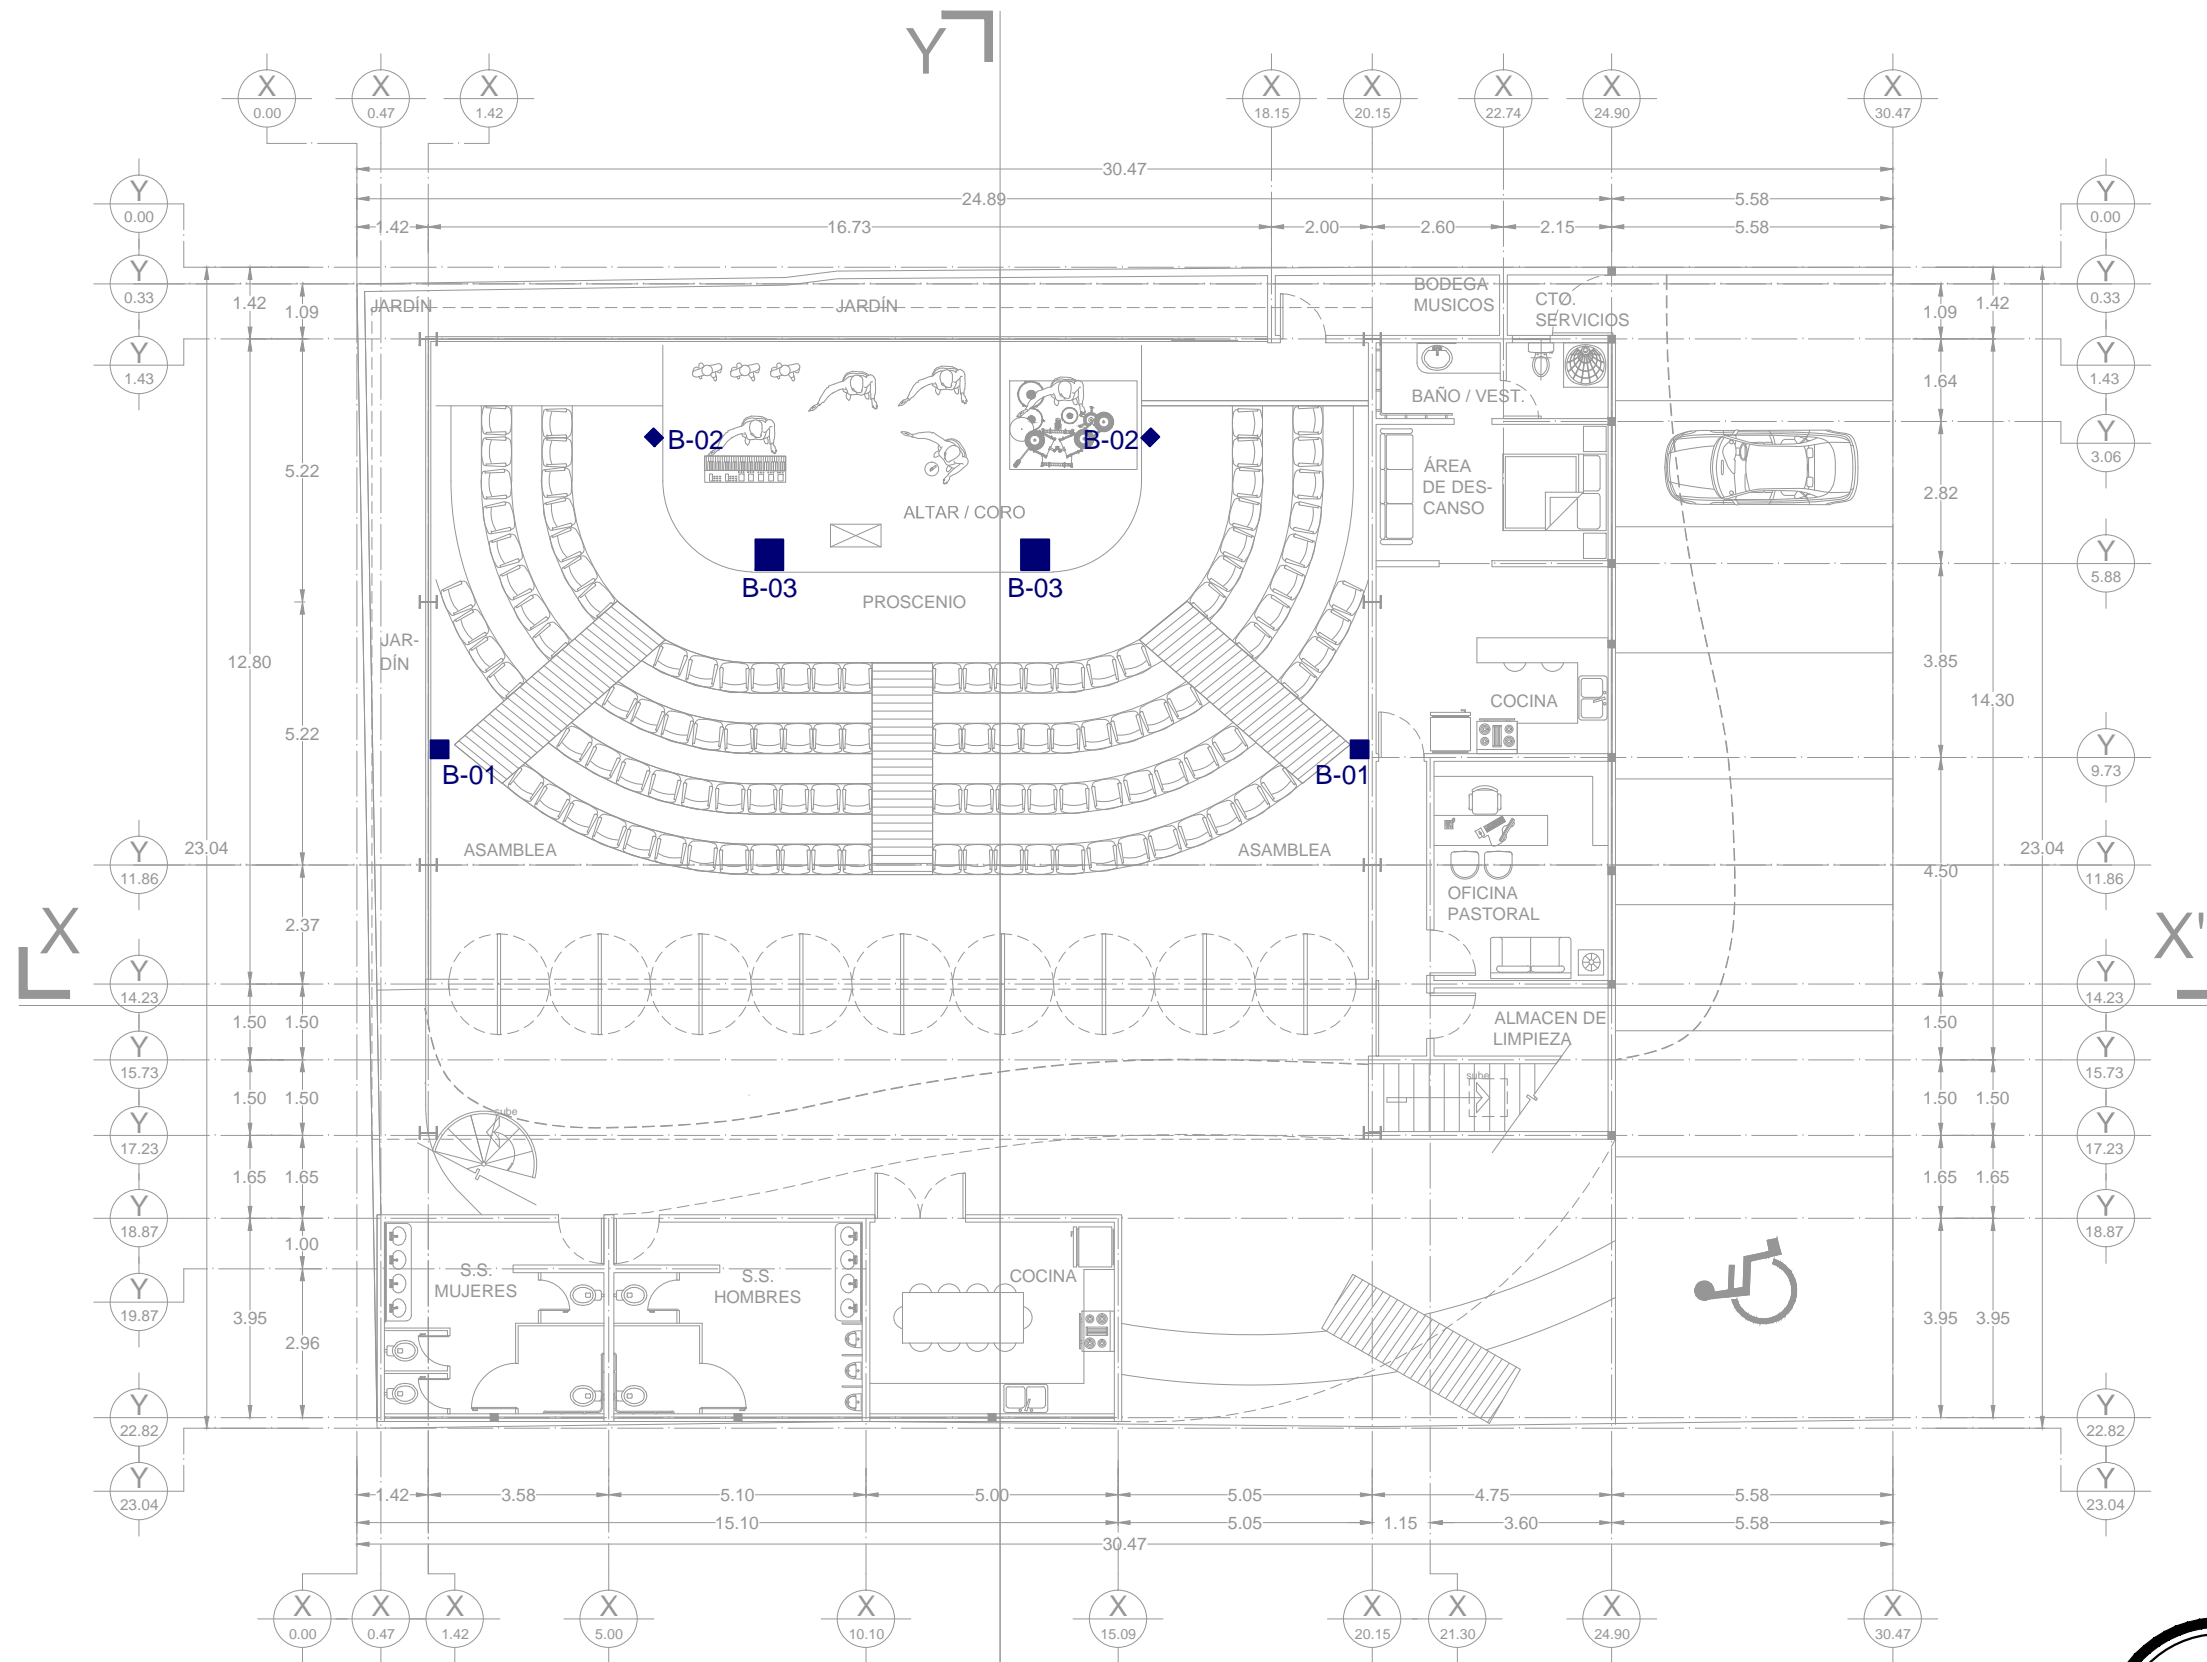 Y
X 0.00
X 0.47
X 1.42
X 18.15
X 20.15
X 22.74
X 24.90
X 30.47
30.47
24.89 5.58
1.42 16.73 2.00 2.60 2.15 5.58
Y 0.00
Y 0.33
Y 1.43
Y 11.86
X
Y 14.23
Y 15.73
Y 17.23
Y 18.87
Y 19.87
Y 22.82
Y 23.04
23.04
1.42
12.80
1.50
1.50
1.65
3.95
1.09
5.22
5.22
2.37
1.50
1.50
1.65
1.00
2.96
JARDÍN
JARDÍN
BODEGA
MUSICOS
CTO.
SERVICIOS
BAÑO / VEST.
B-02
B-02
ÁREA
DE DES-
CANSO
ALTAR / CORO
B-03
B-03
PROSCENIO
JAR-
DÍN
COCINA
B-01
B-01
ASAMBLEA
ASAMBLEA
OFICINA
PASTORAL
ALMACEN DE
LIMPIEZA
sube
sube
S.S.
MUJERES
S.S.
HOMBRES
COCINA
1.09
1.64
2.82
3.85
4.50
1.50
1.50
1.65
3.95
1.42
14.30
1.50
1.65
3.95
23.04
Y 0.00
Y 0.33
Y 1.43
Y 3.06
Y 5.88
Y 9.73
Y 11.86
X'
Y 14.23
Y 15.73
Y 17.23
Y 18.87
Y 22.82
Y 23.04
1.42 3.58 5.10 5.00 5.05 4.75 5.58
15.10 5.05 1.15 3.60 5.58
30.47
X 0.00
X 0.47
X 1.42
X 5.00
X 10.10
X 15.09
X 20.15
X 21.30
X 24.90
X 30.47